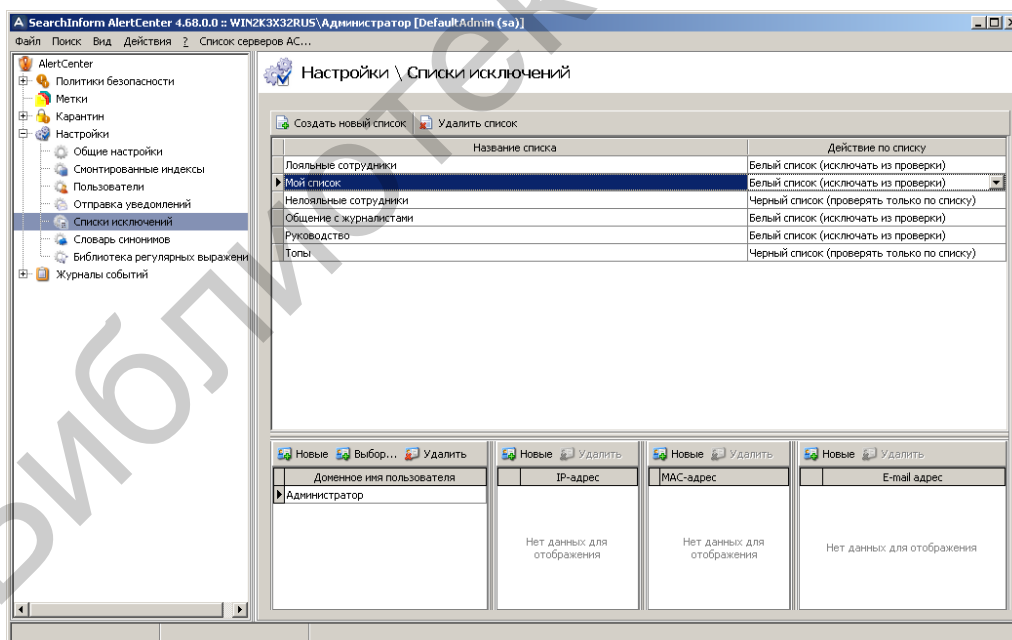 SearchInform AlertCenter 4.68.0.0 :: WIN2K3X32RUS\Администратор [DefaultAdmin (sa)]
Файл Поиск Вид Действия ? Список серверов АС...
AlertCenter
Политики безопасности
Метки
Карантин
Настройки
Общие настройки
Смонтированные индексы
Пользователи
Отправка уведомлений
Списки исключений
Словарь синонимов
Библиотека регулярных выражени
Журналы событий
Настройки \ Списки исключений
Создать новый список Удалить список
Название списка Действие по списку
Лояльные сотрудники Белый список (исключать из проверки)
Мой список Белый список (исключать из проверки)
Нелояльные сотрудники Черный список (проверять только по списку)
Общение с журналистами Белый список (исключать из проверки)
Руководство Белый список (исключать из проверки)
Топы Черный список (проверять только по списку)
Новые Выбор... Удалить
Доменное имя пользователя
Администратор
Новые Удалить
IP-адрес
Нет данных для
отображения
Новые Удалить
MAC-адрес
Нет данных для
отображения
Новые Удалить
E-mail адрес
Нет данных для отображения
Библиотек